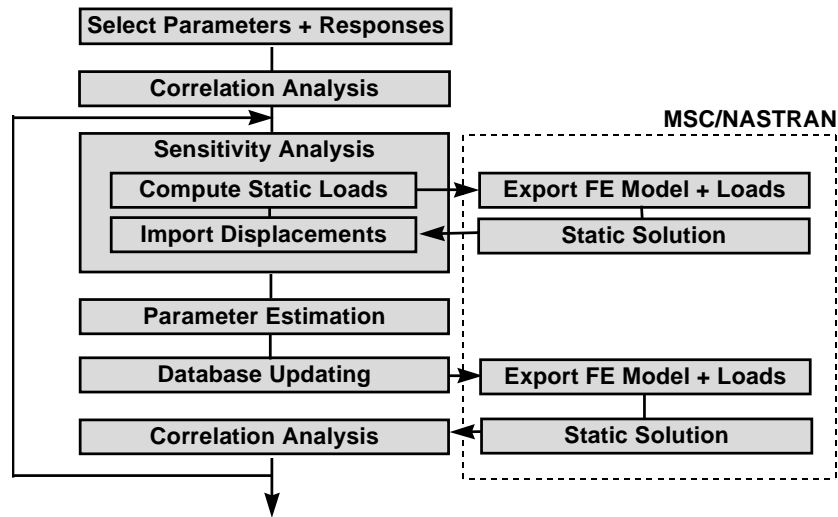 Select Parameters + Responses
Correlation Analysis
MSC/NASTRAN
Sensitivity Analysis
Compute Static Loads
Export FE Model + Loads
Import Displacements
Static Solution
Parameter Estimation
Database Updating
Export FE Model + Loads
Correlation Analysis
Static Solution